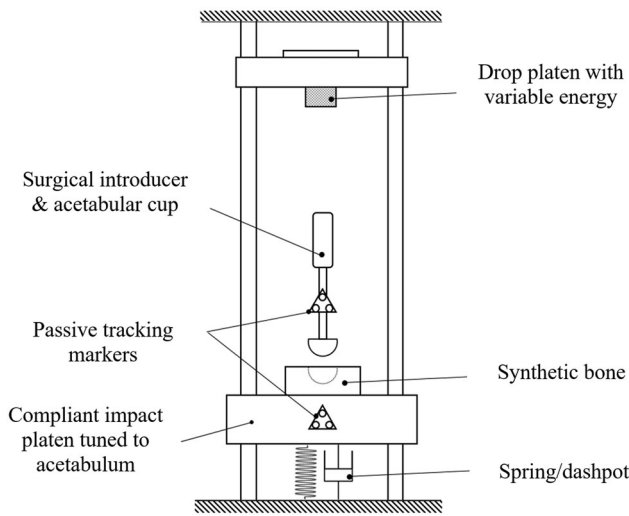 Drop platen with
variable energy
Surgical introducer
& acetabular cup
Passive tracking
markers
Synthetic bone
Compliant impact
platen tuned to
acetabulum
Spring/dashpot